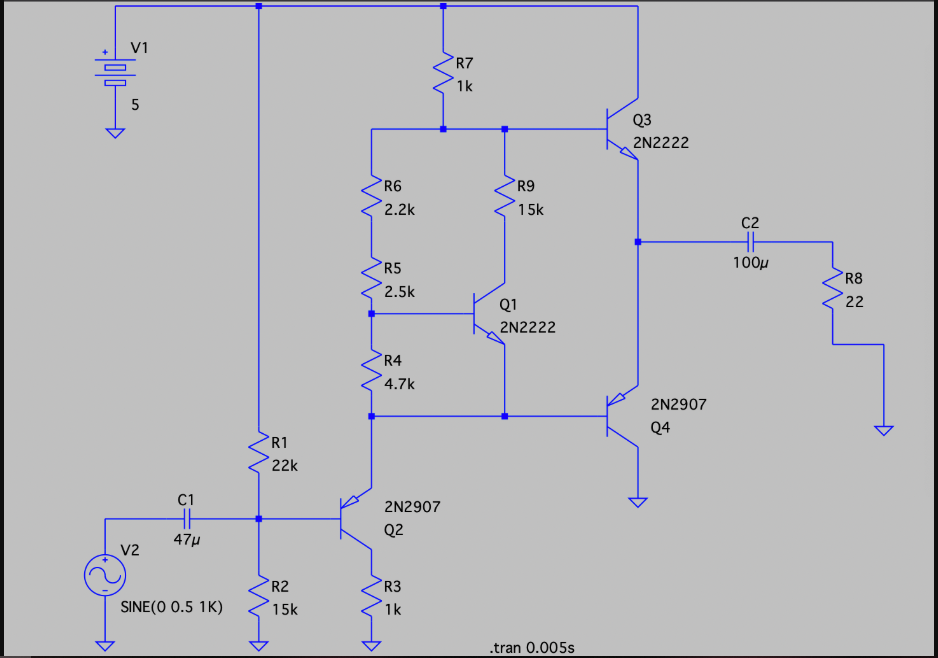 +
V1
5
R7
1k
Q3
2N2222
R6
2.2k
R9
15k
C2
100µ
R5
2.5k
R8
22
Q1
2N2222
R4
4.7k
2N2907
Q4
R1
22k
C1
47µ
2N2907
Q2
V2
+
-
SINE(0 0.5 1K)
R2
15k
R3
1k
.tran 0.005s